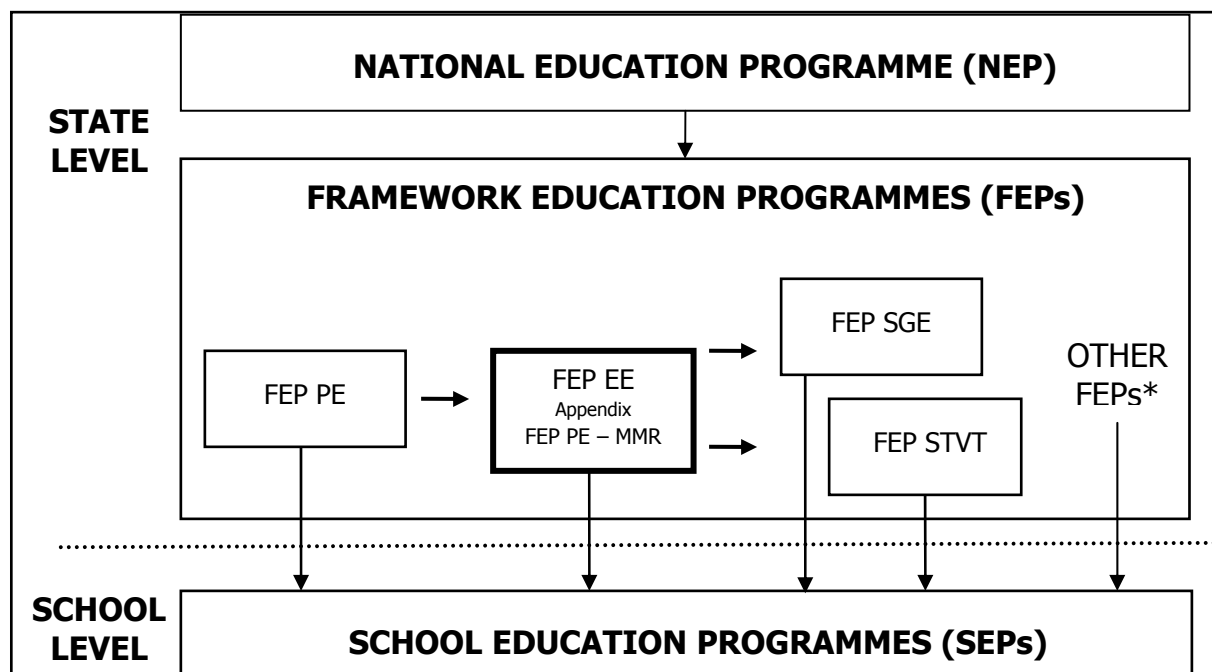 NATIONAL EDUCATION PROGRAMME (NEP)
STATE
LEVEL
FRAMEWORK EDUCATION PROGRAMMES (FEPs)
FEP SGE
FEP PE
FEP EE
Appendix
FEP PE – MMR
OTHER
FEPs*
FEP STVT
SCHOOL
LEVEL
SCHOOL EDUCATION PROGRAMMES (SEPs)